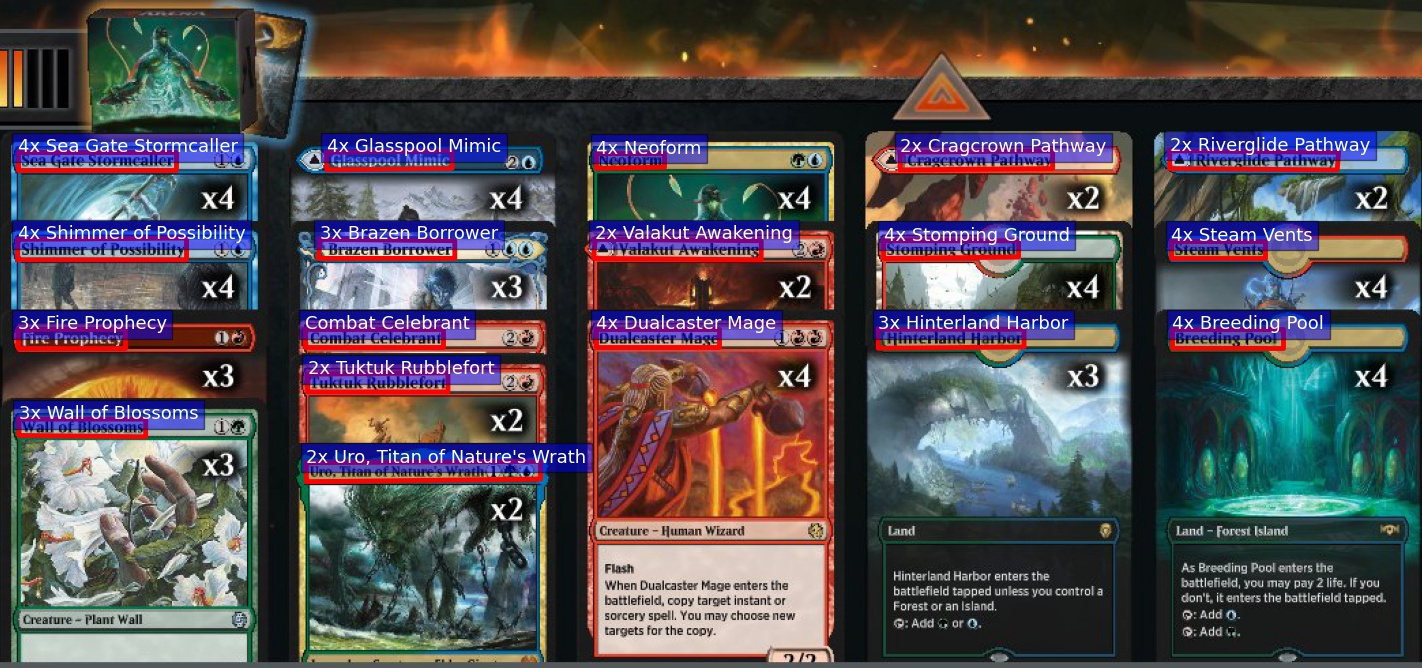 4x Sea Gate Stormcaller
Sea Gate Stormcaller
x4
4x Shimmer of Possibility
Shimmer of Possibility
x4
3x Fire Prophecy
Fire Prophecy
x3
3x Wall of Blossoms
Wall of Blossoms
x3
Creature – Plant Wall
4x Glasspool Mimic
Glasspool Mimic
x4
3x Brazen Borrower
Brazen Borrower
x3
Combat Celebrant
Combat Celebrant
2x Tuktuk Rubblefort
Tuktuk Rubblefort
x2
2x Uro, Titan of Nature's Wrath
Uro, Titan of Nature's Wrath
x2
4x Neoform
Neoform
x4
2x Valakut Awakening
Valakut Awakening
x2
4x Dualcaster Mage
Dualcaster Mage
x4
Creature – Human Wizard
Flash
When Dualcaster Mage enters the
battlefield, copy target instant or
sorcery spell. You may choose new
targets for the copy.
2/2
2x Cragcrown Pathway
Cragcrown Pathway
x2
4x Stomping Ground
Stomping Ground
x4
3x Hinterland Harbor
Hinterland Harbor
x3
Land
Hinterland Harbor enters the
battlefield tapped unless you control a
Forest or an Island.
: Add or .
2x Riverglide Pathway
Riverglide Pathway
x2
4x Steam Vents
Steam Vents
x4
4x Breeding Pool
Breeding Pool
x4
Land – Forest Island
As Breeding Pool enters the
battlefield, you may pay 2 life. If you
don't, it enters the battlefield tapped.
: Add .
: Add .